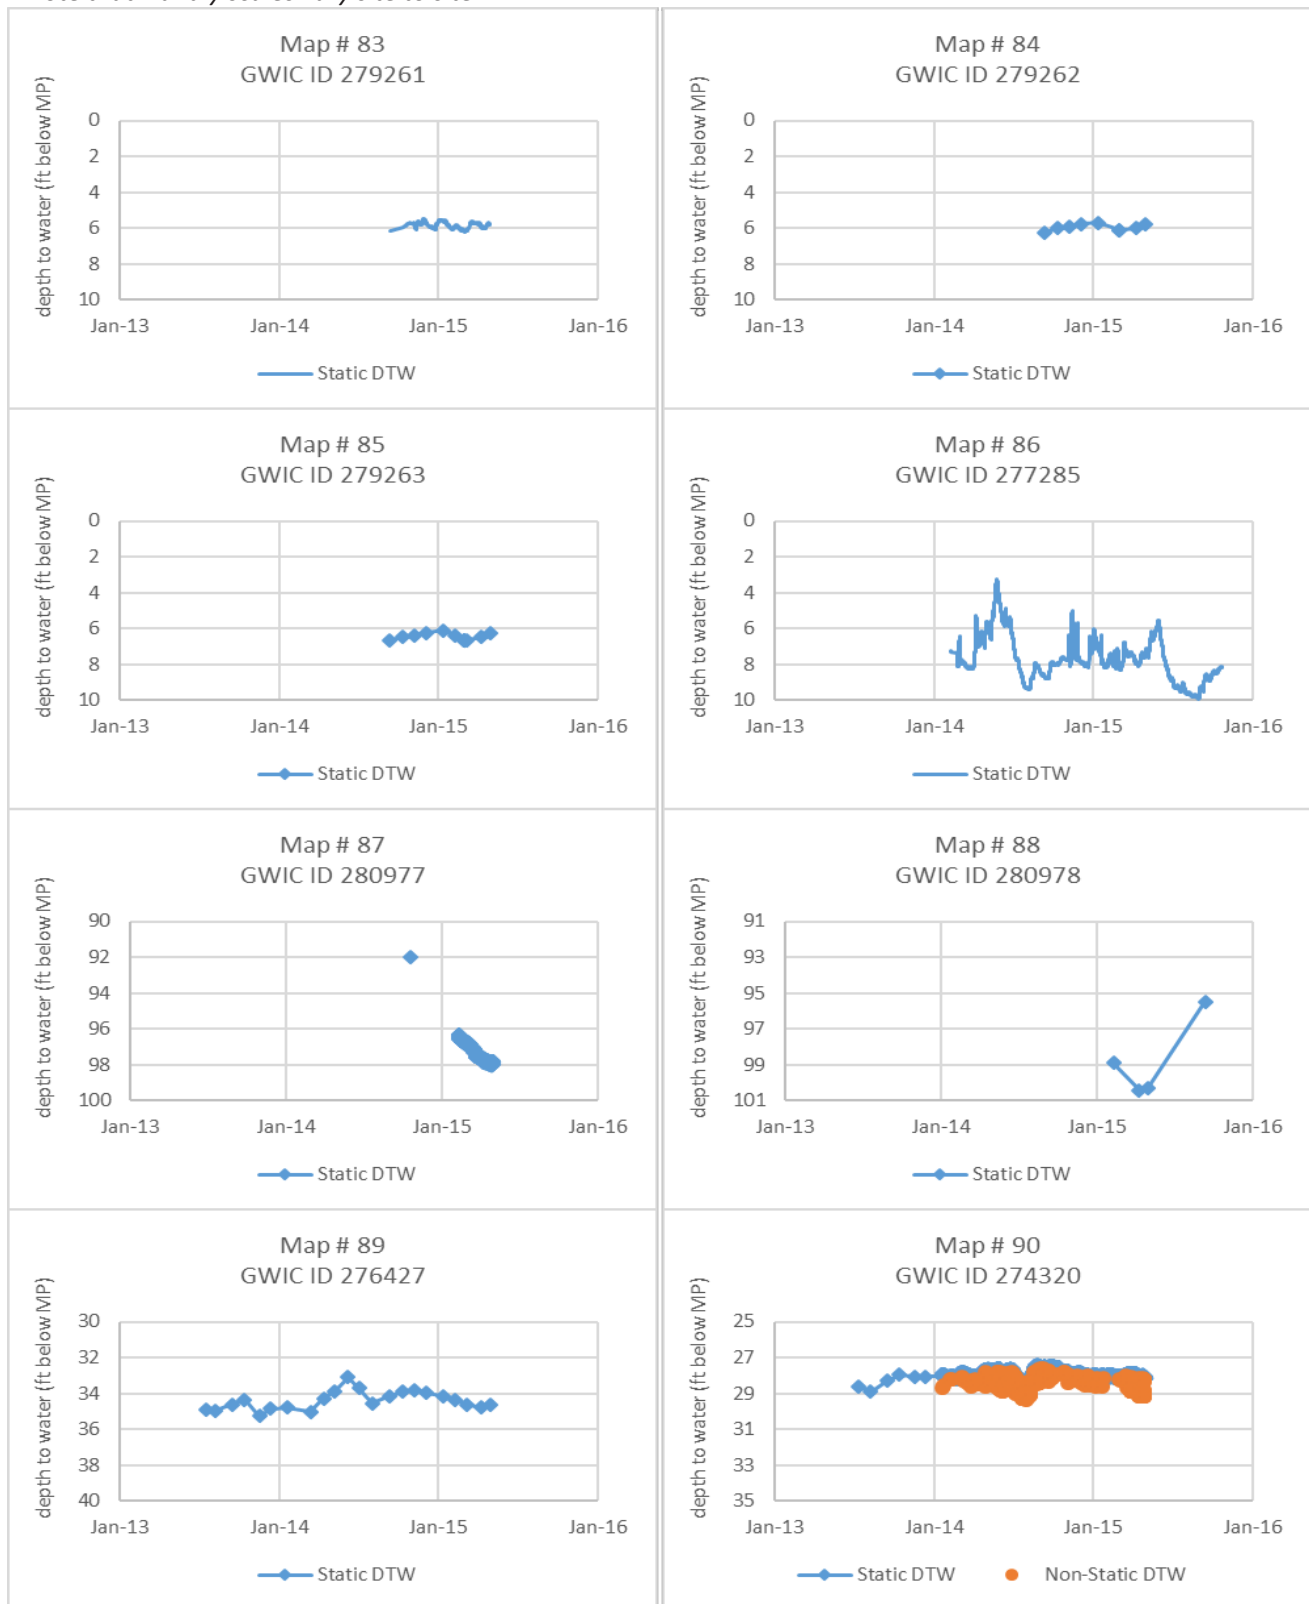 Map # 83
GWIC ID 279261
depth to water (ft below MP)
0
2
4
6
8
10
Jan-13 Jan-14 Jan-15 Jan-16
Static DTW
Map # 84
GWIC ID 279262
depth to water (ft below MP)
0
2
4
6
8
10
Jan-13 Jan-14 Jan-15 Jan-16
Static DTW
Map # 85
GWIC ID 279263
depth to water (ft below MP)
0
2
4
6
8
10
Jan-13 Jan-14 Jan-15 Jan-16
Static DTW
Map # 86
GWIC ID 277285
depth to water (ft below MP)
0
2
4
6
8
10
Jan-13 Jan-14 Jan-15 Jan-16
Static DTW
Map # 87
GWIC ID 280977
depth to water (ft below MP)
90
92
94
96
98
100
Jan-13 Jan-14 Jan-15 Jan-16
Static DTW
Map # 88
GWIC ID 280978
depth to water (ft below MP)
91
93
95
97
99
101
Jan-13 Jan-14 Jan-15 Jan-16
Static DTW
Map # 89
GWIC ID 276427
depth to water (ft below MP)
30
32
34
36
38
40
Jan-13 Jan-14 Jan-15 Jan-16
Static DTW
Map # 90
GWIC ID 274320
depth to water (ft below MP)
25
27
29
31
33
35
Jan-13 Jan-14 Jan-15 Jan-16
Static DTW Non-Static DTW